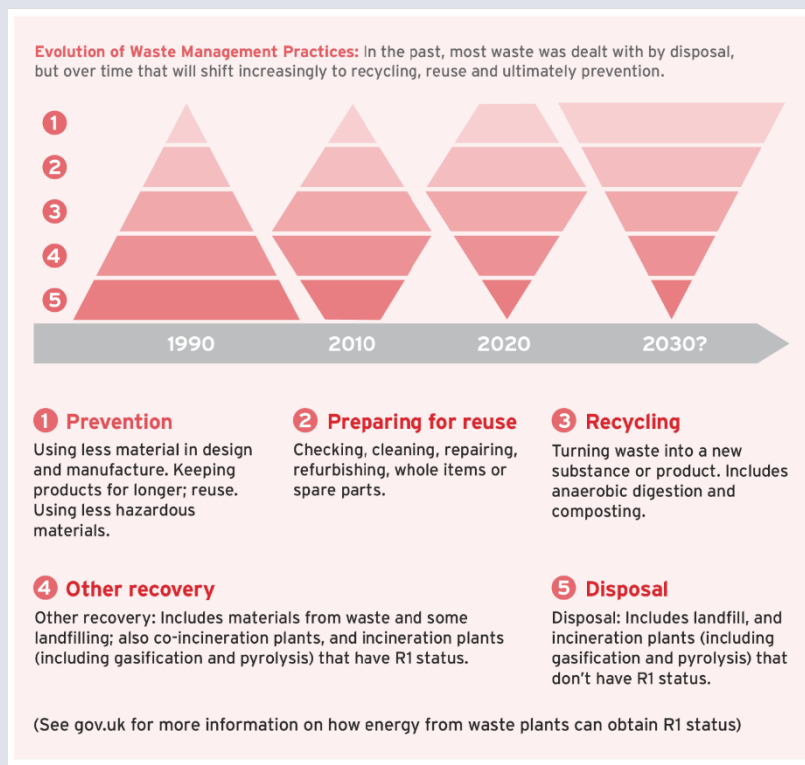 Evolution of Waste Management Practices: In the past, most waste was dealt with by disposal,
but over time that will shift increasingly to recycling, reuse and ultimately prevention.
1
2
3
4
5
1990 2010 2020 2030?
1 Prevention
Using less material in design
and manufacture. Keeping
products for longer; reuse.
Using less hazardous
materials.
2 Preparing for reuse
Checking, cleaning, repairing,
refurbishing, whole items or
spare parts.
3 Recycling
Turning waste into a new
substance or product. Includes
anaerobic digestion and
composting.
4 Other recovery
Other recovery: Includes materials from waste and some
landfilling; also co-incineration plants, and incineration plants
(including gasification and pyrolysis) that have R1 status.
5 Disposal
Disposal: Includes landfill, and
incineration plants (including
gasification and pyrolysis) that
don't have R1 status.
(See gov.uk for more information on how energy from waste plants can obtain R1 status)